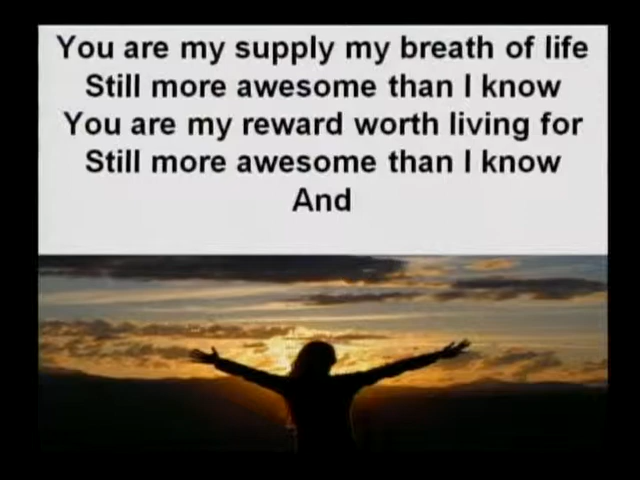 You are my supply my breath of life
Still more awesome than I know
You are my reward worth living for
Still more awesome than I know
And